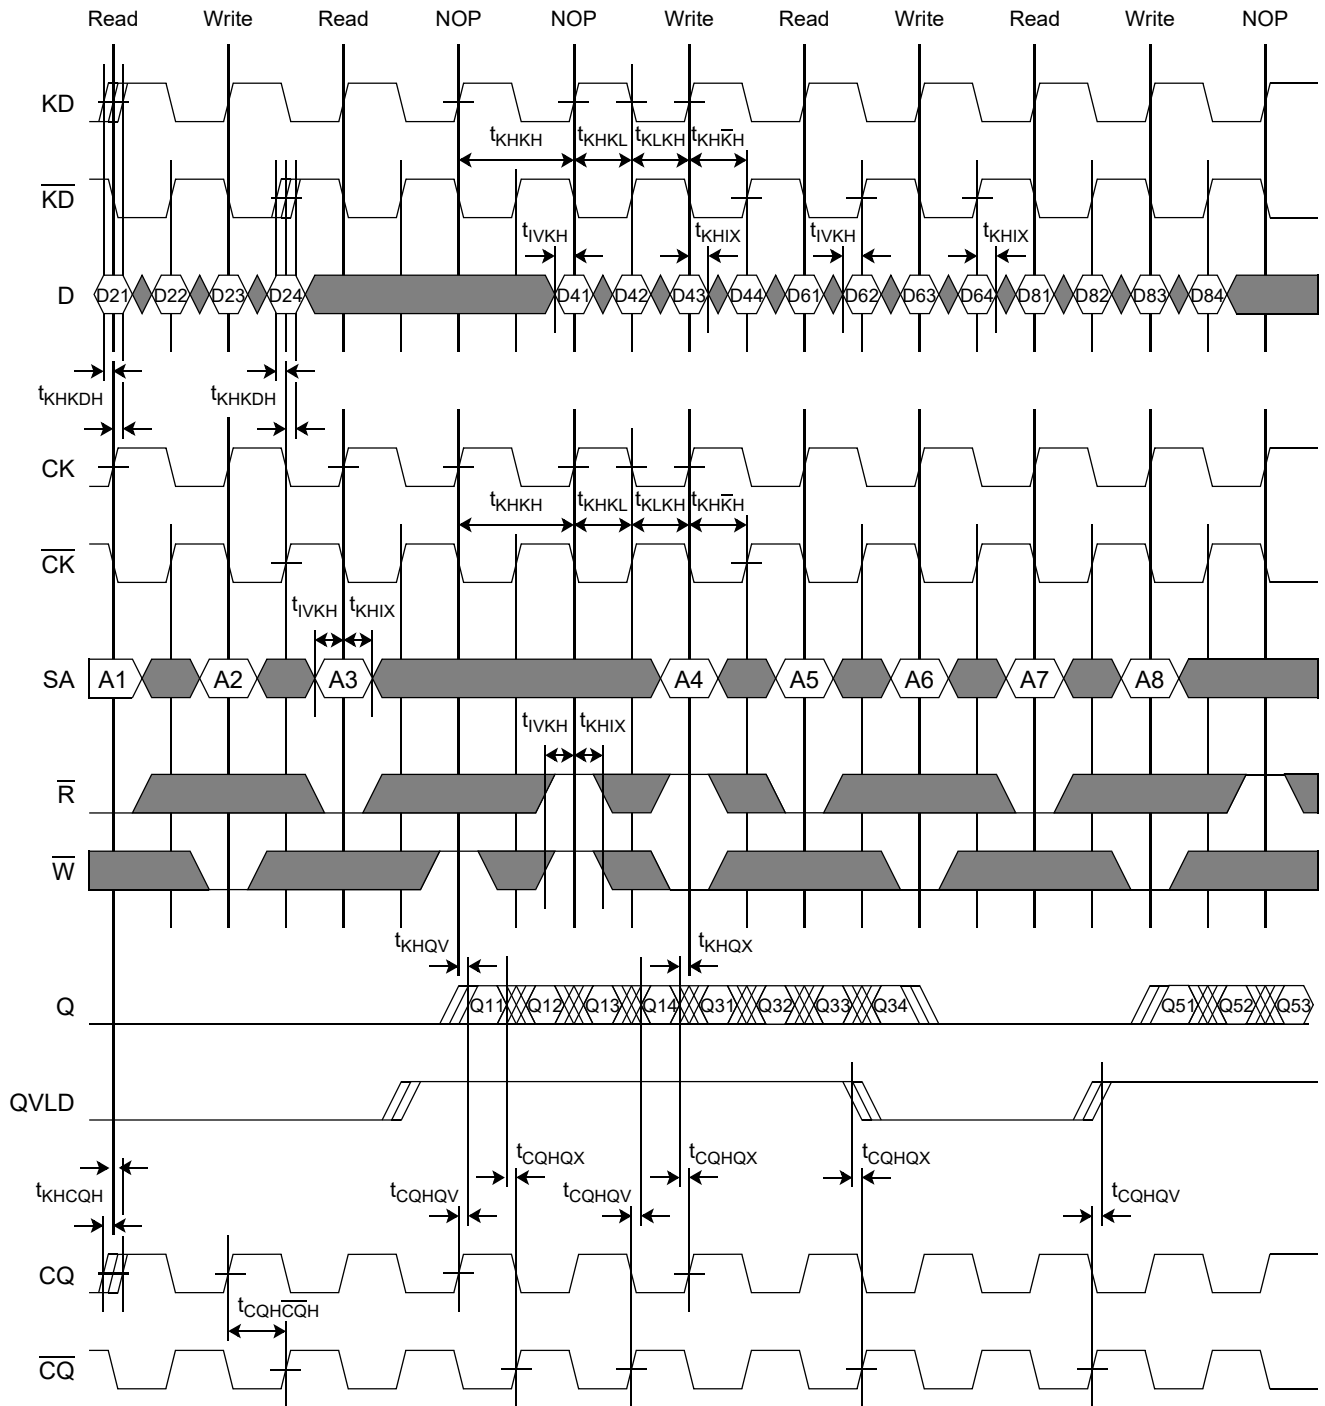 Read Write Read NOP NOP Write Read Write Read Write NOP
KD
tKHKH tKHKL tKLKH tKHK̅H
K̅D̅
tIVKH tKHIX tIVKH tKHIX
D D21 D22 D23 D24 D41 D42 D43 D44 D61 D62 D63 D64 D81 D82 D83 D84
tKHKDH tKHKDH
CK
tKHKH tKHKL tKLKH tKHK̅H
C̅K̅
tIVKH tKHIX
SA A1 A2 A3 A4 A5 A6 A7 A8
tIVKH tKHIX
R̅
W̅
tKHQV tKHQX
Q Q11 Q12 Q13 Q14 Q31 Q32 Q33 Q34 Q51 Q52 Q53
QVLD
tCQHQX tCQHQX tCQHQX
tKHCQH tCQHQV tCQHQV tCQHQV
CQ
tCQHC̅Q̅H
C̅Q̅